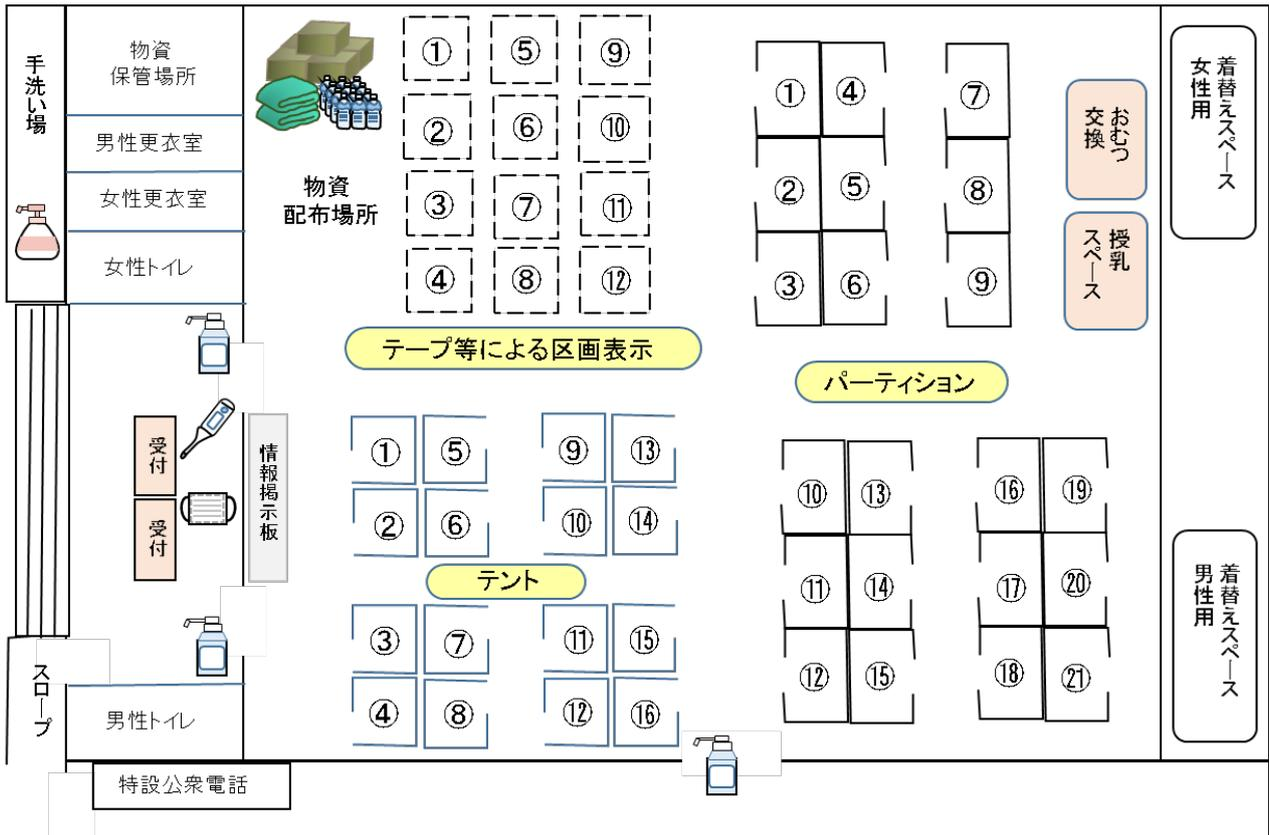 手洗い場
物資
保管場所
男性更衣室
女性更衣室
女性トイレ
物資
配布場所
①
②
③
④
⑤
⑥
⑦
⑧
⑨
⑩
⑪
⑫
テープ等による区画表示
①
②
③
④
⑤
⑥
⑦
⑧
⑨
パーティション
おむつ
交換
授乳
スペース
着替えスペース
女性用
受付
受付
情報掲示板
①
②
⑤
⑥
⑨
⑩
⑬
⑭
テント
③
④
⑦
⑧
⑪
⑫
⑮
⑯
⑩
⑪
⑫
⑬
⑭
⑮
⑯
⑰
⑱
⑲
⑳
㉑
着替えスペース
男性用
スロープ
男性トイレ
特設公衆電話